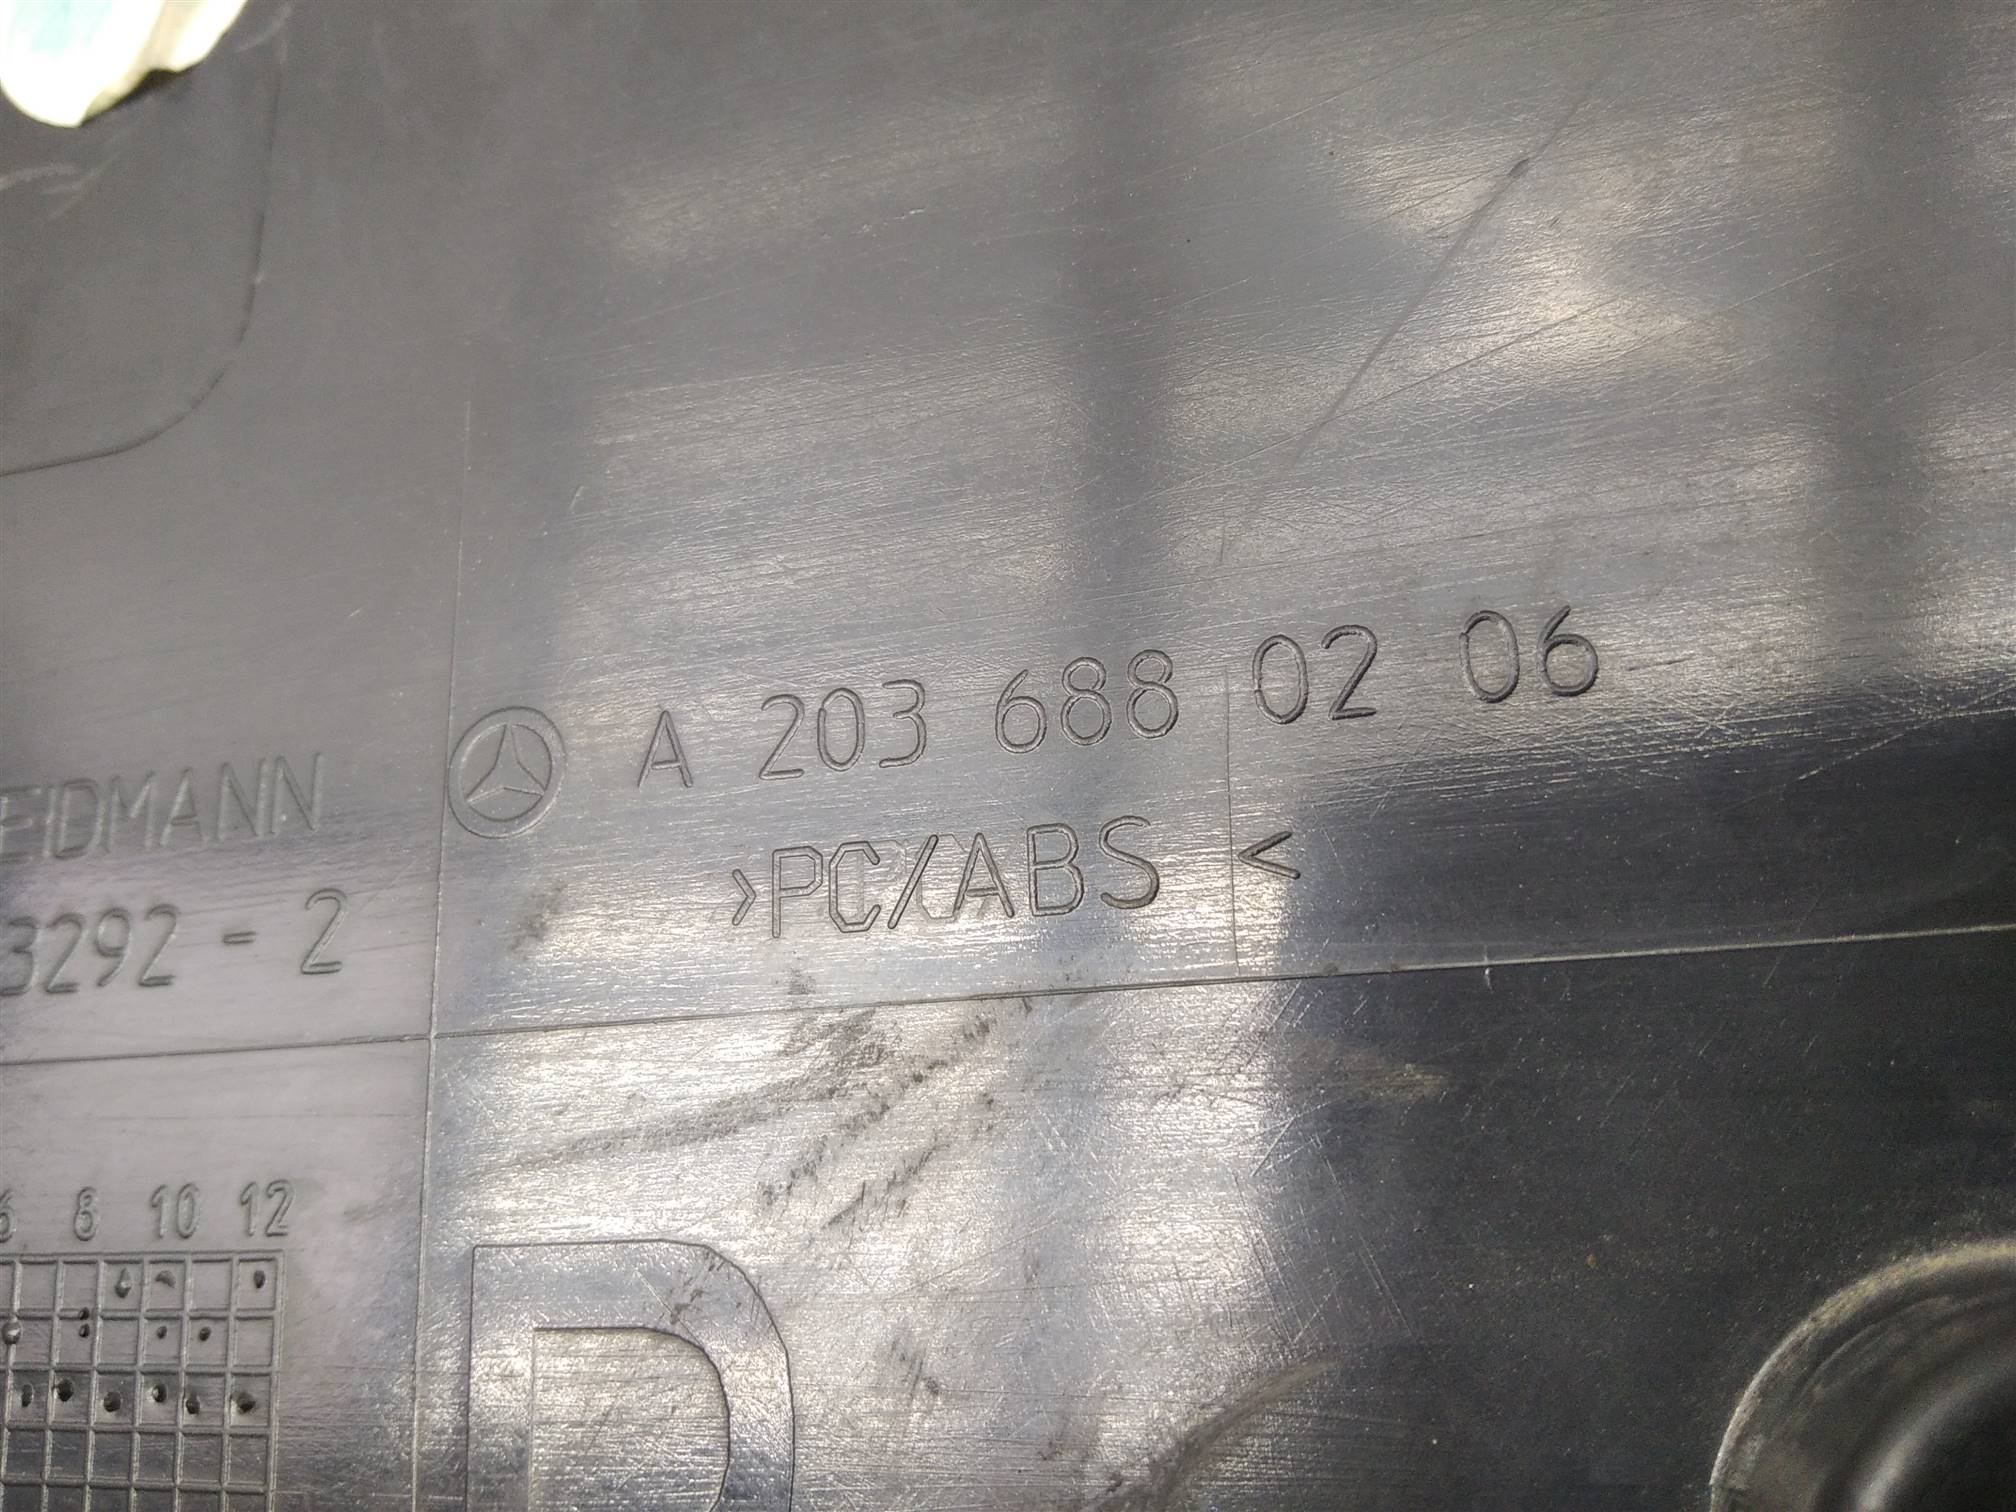 A 203 688 02 06
EIDMANN
>PC/ABS<
3292 - 2
6 8 10 12